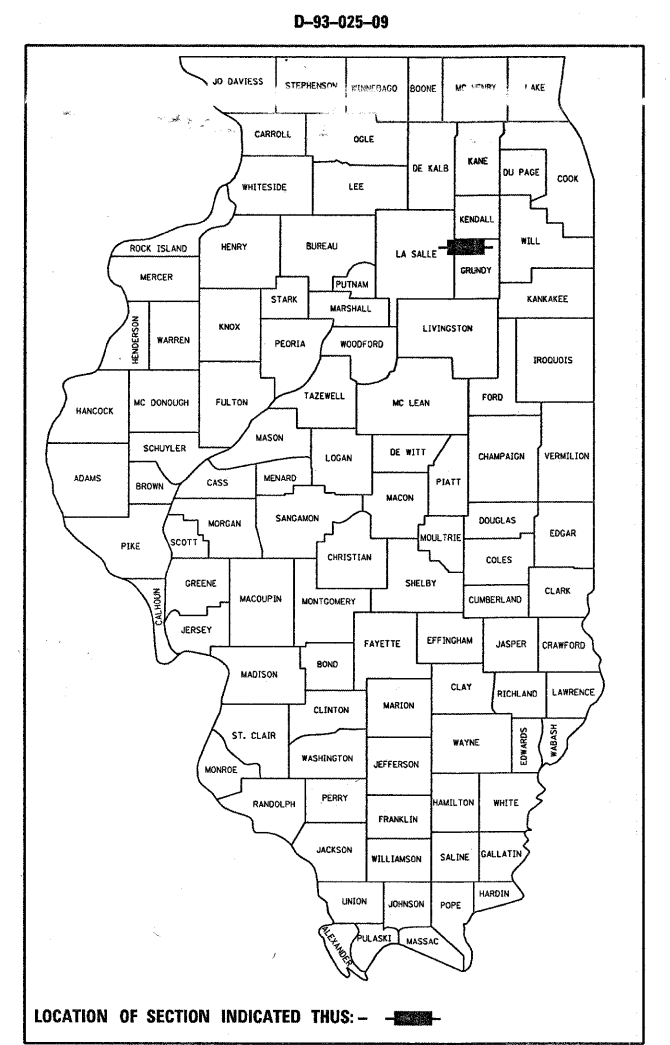 D-93-025-09
JO DAVIESS STEPHENSON WINNEBAGO BOONE MC HENRY LAKE
CARROLL OGLE DE KALB KANE DU PAGE COOK
WHITESIDE LEE
KENDALL
ROCK ISLAND HENRY BUREAU LA SALLE WILL
GRUNDY
MERCER PUTNAM
STARK MARSHALL KANKAKEE
HENDERSON WARREN KNOX PEORIA WOODFORD LIVINGSTON IROQUOIS
HANCOCK MC DONOUGH FULTON TAZEWELL MC LEAN FORD
SCHUYLER MASON LOGAN DE WITT CHAMPAIGN VERMILION
ADAMS BROWN CASS MENARD MACON PIATT
PIKE SCOTT MORGAN SANGAMON CHRISTIAN MOULTRIE DOUGLAS EDGAR
COLES
CALHOUN GREENE MACOUPIN MONTGOMERY SHELBY CUMBERLAND CLARK
JERSEY FAYETTE EFFINGHAM JASPER CRAWFORD
MADISON BOND CLAY RICHLAND LAWRENCE
CLINTON MARION
ST. CLAIR WASHINGTON WAYNE EDWARDS WABASH
MONROE JEFFERSON
RANDOLPH PERRY FRANKLIN HAMILTON WHITE
JACKSON WILLIAMSON SALINE GALLATIN
UNION JOHNSON POPE HARDIN
ALEXANDER PULASKI MASSAC
LOCATION OF SECTION INDICATED THUS: -